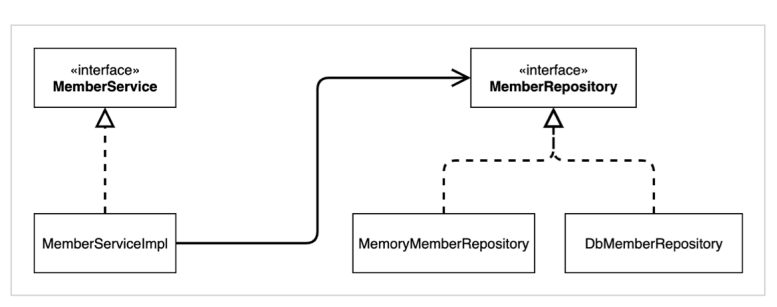 «interface»
MemberService
«interface»
MemberRepository
MemberServiceImpl
MemoryMemberRepository
DbMemberRepository